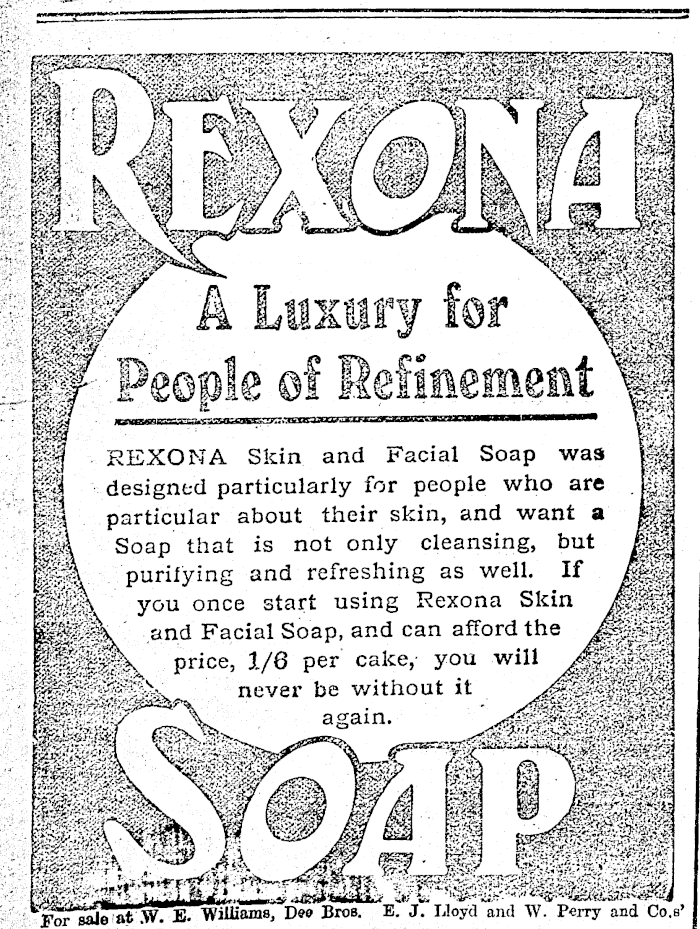 REXONA
A Luxury for
People of Refinement
REXONA Skin and Facial Soap was
designed particularly for people who are
particular about their skin, and want a
Soap that is not only cleansing, but
purifying and refreshing as well. If
you once start using Rexona Skin
and Facial Soap, and can afford the
price, 1/6 per cake, you will
never be without it
again.
SOAP
For sale at W. E. Williams, Dee Bros. E. J. Lloyd and W. Perry and Co.s'